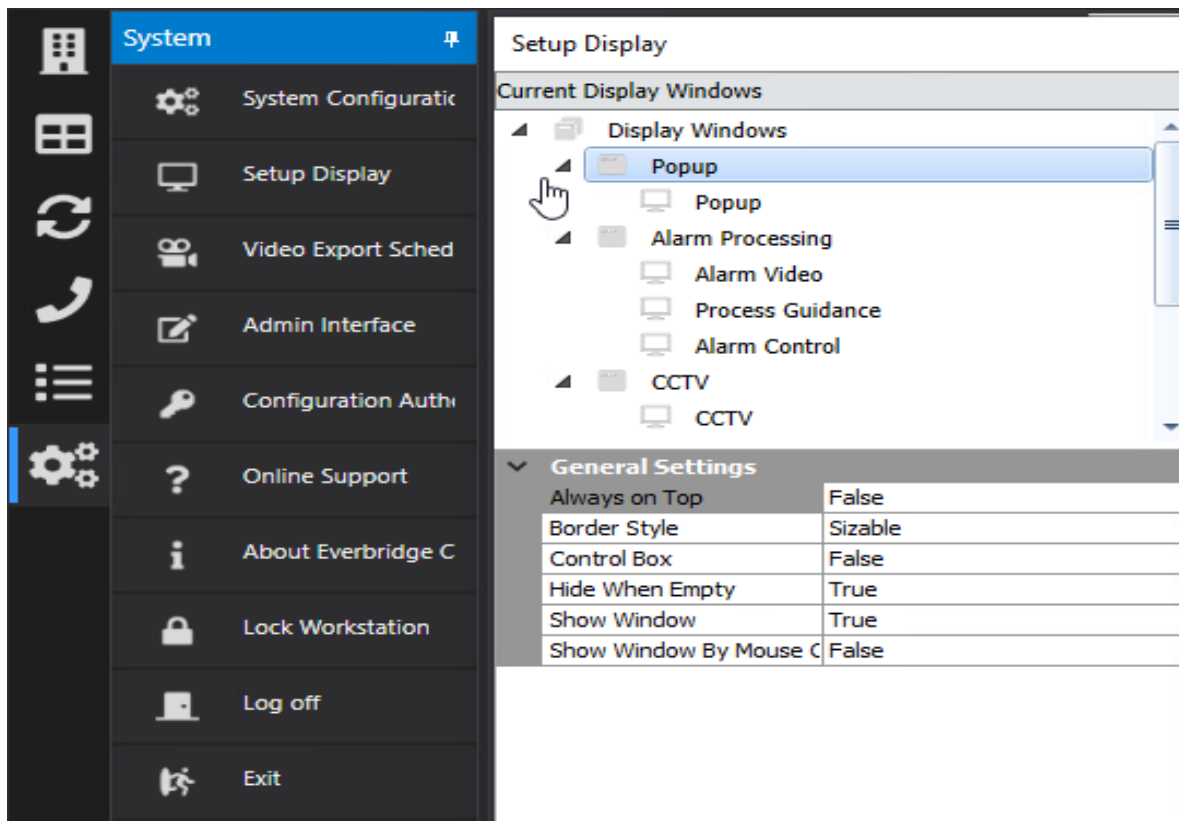 System
System Configuratic
Setup Display
Video Export Sched
Admin Interface
Configuration Auth
Online Support
About Everbridge C
Lock Workstation
Log off
Exit
Setup Display
Current Display Windows
Display Windows
Popup
Popup
Alarm Processing
Alarm Video
Process Guidance
Alarm Control
CCTV
CCTV
General Settings
Always on Top False
Border Style Sizable
Control Box False
Hide When Empty True
Show Window True
Show Window By Mouse C False